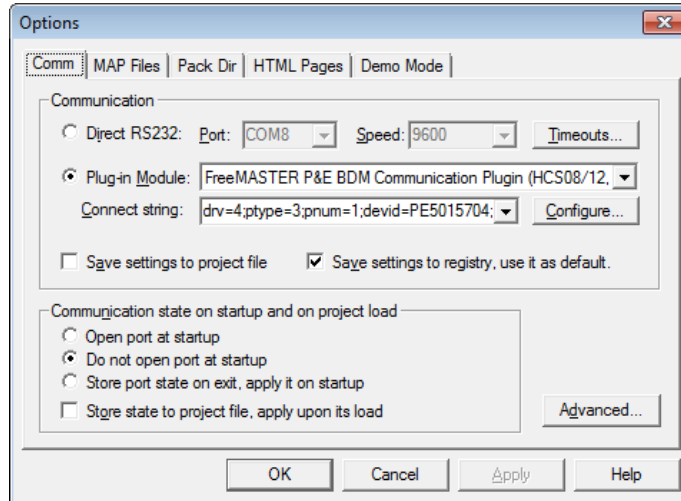 Options
Comm MAP Files Pack Dir HTML Pages Demo Mode
Communication
Direct RS232: Port: COM8 Speed: 9600 Timeouts...
Plug-in Module: FreeMASTER P&E BDM Communication Plugin (HCS08/12,
Connect string: drv=4;ptype=3;pnum=1;devid=PE5015704; Configure...
Save settings to project file Save settings to registry, use it as default.
Communication state on startup and on project load
Open port at startup
Do not open port at startup
Store port state on exit, apply it on startup
Store state to project file, apply upon its load Advanced...
OK Cancel Apply Help